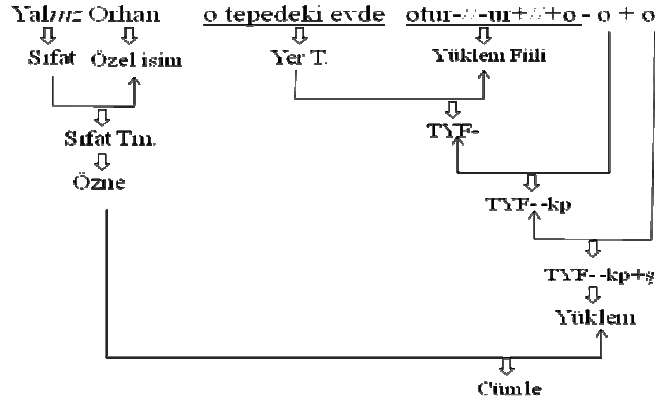 Yalnız Orhan o tepedeki evde otur-//-ur+//+o - o + o
Sıfat Özel isim Yer T. Yüklem Fiili
TYF-
Sıfat Tm.
Özne
TYF- -kp
TYF- -kp+ş
Yüklem
Cümle